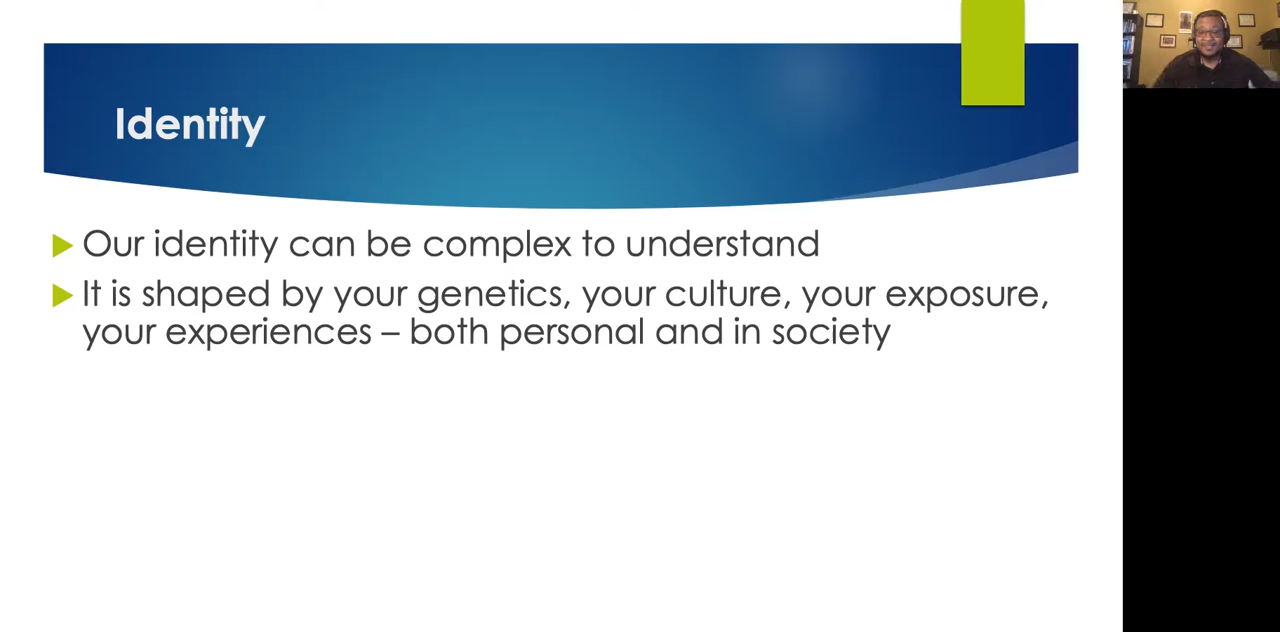 Identity
Our identity can be complex to understand
It is shaped by your genetics, your culture, your exposure,
your experiences – both personal and in society